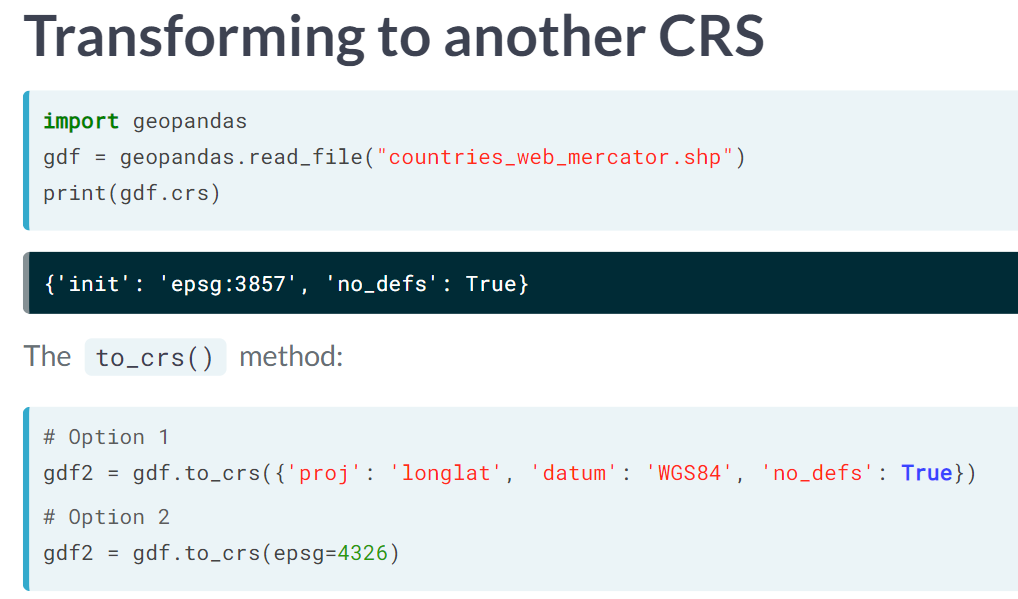 Transforming to another CRS
import geopandas
gdf = geopandas.read_file("countries_web_mercator.shp")
print(gdf.crs)
{'init': 'epsg:3857', 'no_defs': True}
The to_crs() method:
# Option 1
gdf2 = gdf.to_crs({'proj': 'longlat', 'datum': 'WGS84', 'no_defs': True})
# Option 2
gdf2 = gdf.to_crs(epsg=4326)